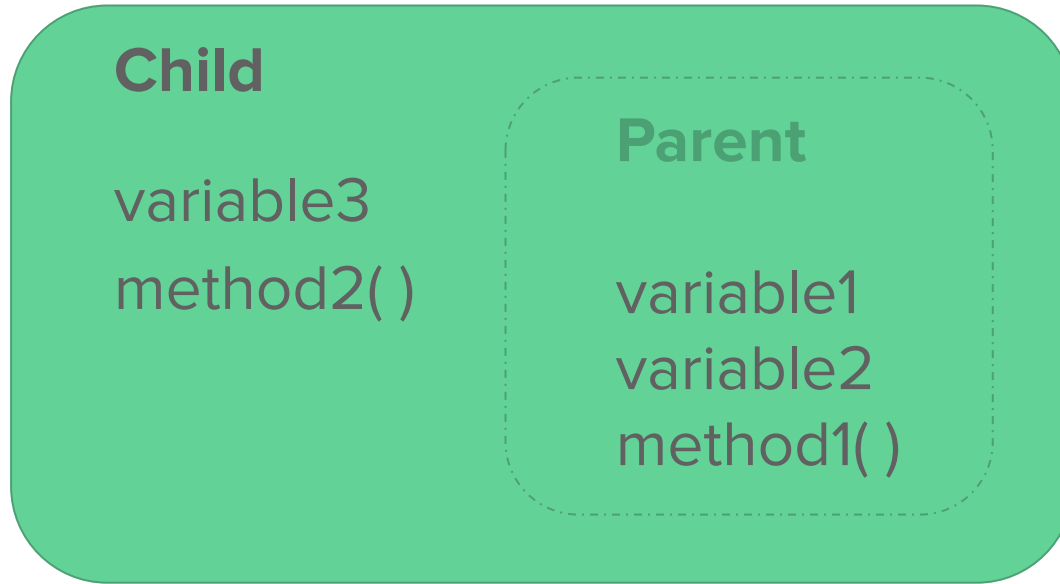 Child
variable3
method2( )
Parent
variable1
variable2
method1( )